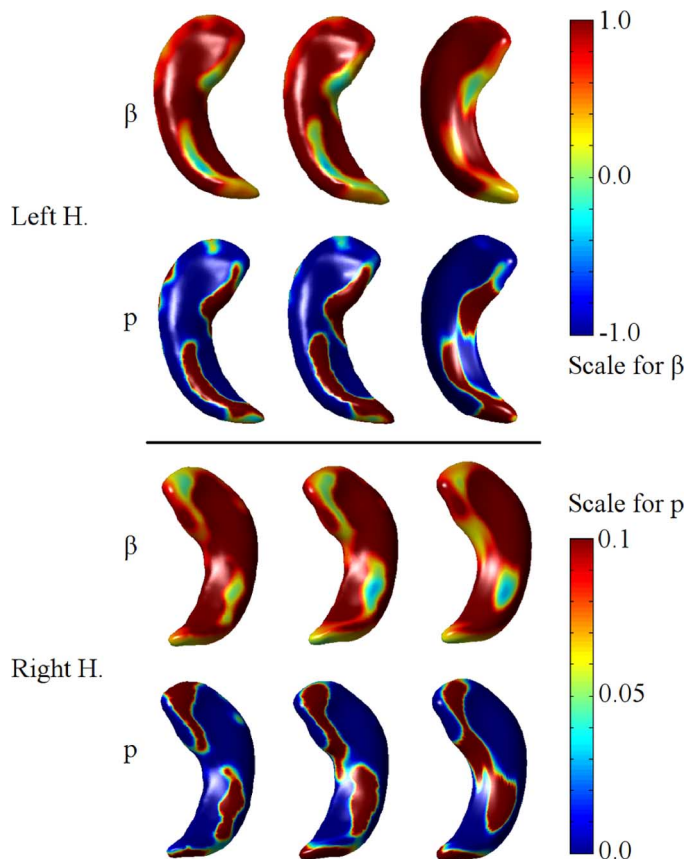 1.0
β
0.0
Left H.
p
-1.0
Scale for β
Scale for p
β
0.1
Right H.
0.05
p
0.0